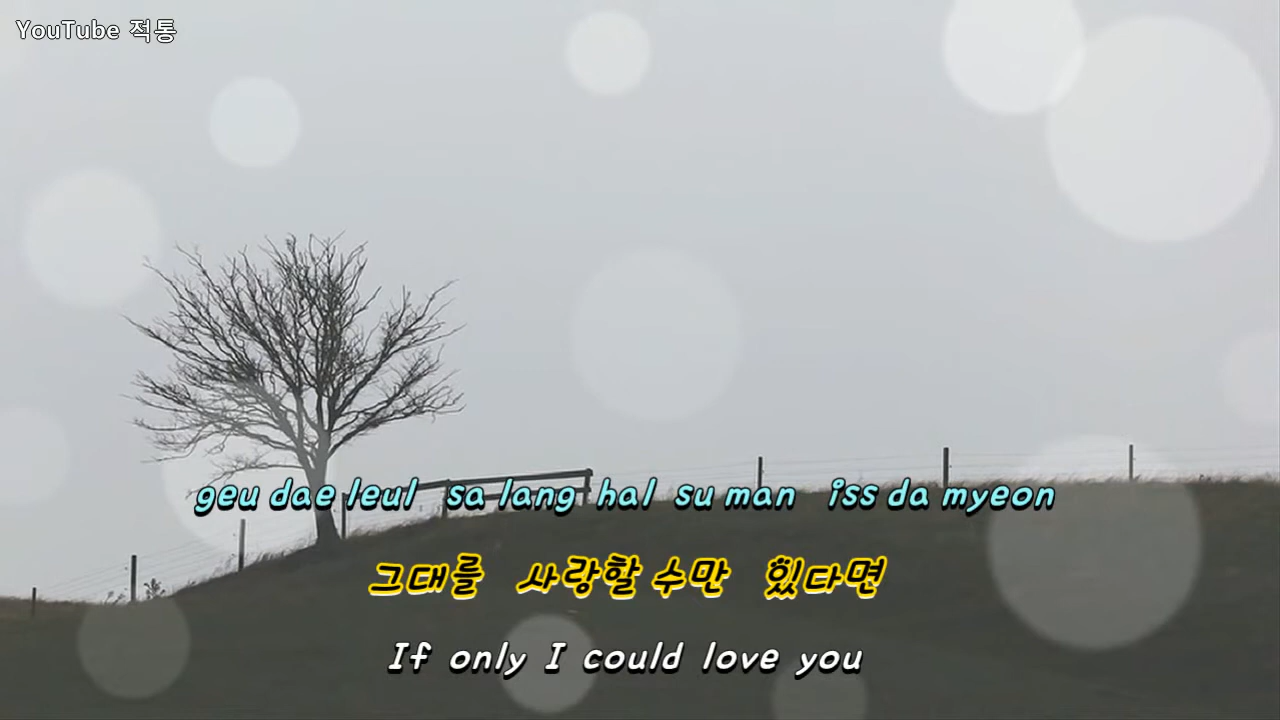 YouTube 적통
geu dae leul sa lang hal su man iss da myeon
그대를 사랑할 수만 있다면
If only I could love you